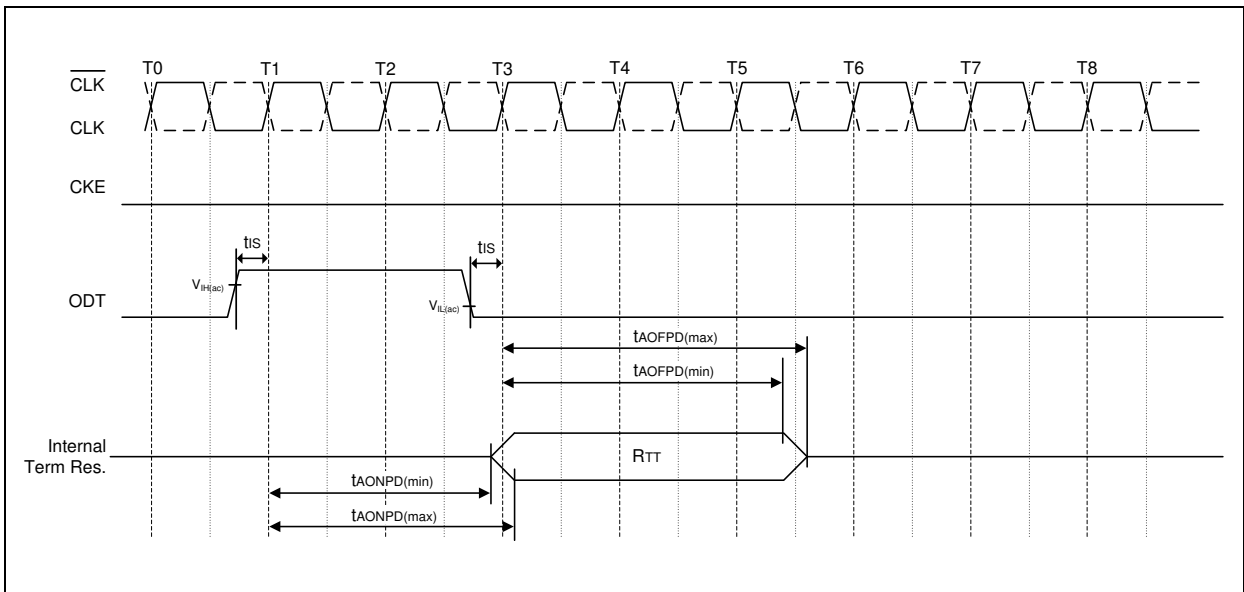 T0 T1 T2 T3 T4 T5 T6 T7 T8
CLK
CLK
CKE
tIS tIS
VIH(ac)
ODT
VIL(ac)
tAOFPD(max)
tAOFPD(min)
Internal
Term Res.
RTT
tAONPD(min)
tAONPD(max)